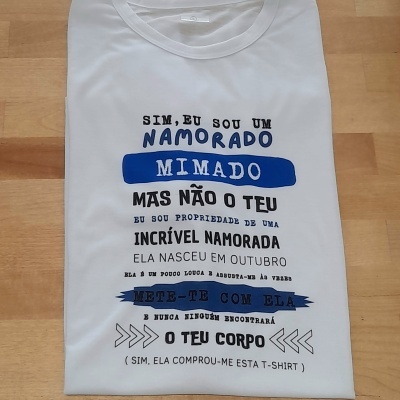 SIM, EU SOU UM
NAMORADO
MIMADO
MAS NÃO O TEU
EU SOU PROPRIEDADE DE UMA
INCRÍVEL NAMORADA
ELA NASCEU EM OUTUBRO
ELA É UM POUCO LOUCA E ASSUSTA-ME ÀS VEZES
METE-TE COM ELA
E NUNCA NINGUÉM ENCONTRARÁ
O TEU CORPO
( SIM, ELA COMPROU-ME ESTA T-SHIRT )